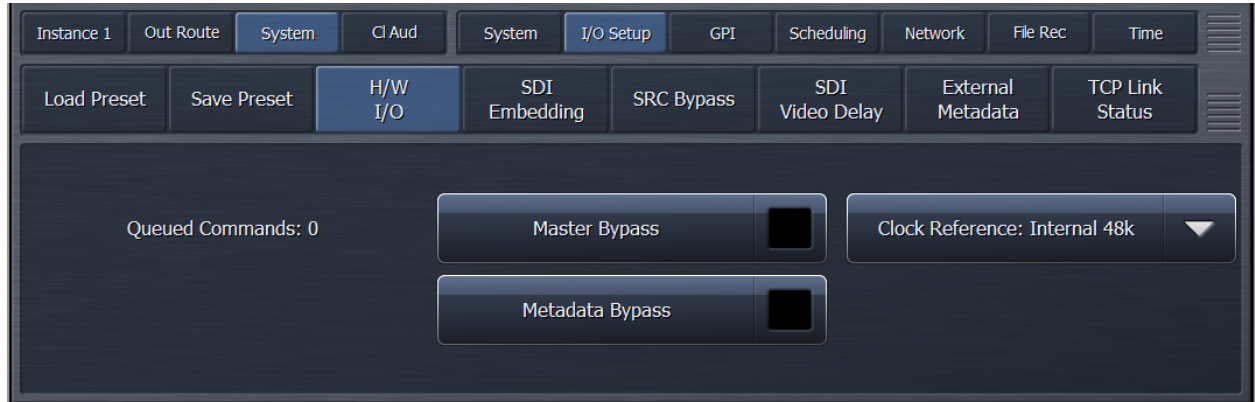 Instance 1 Out Route System Cl Aud System I/O Setup GPI Scheduling Network File Rec Time
Load Preset Save Preset H/W I/O SDI Embedding SRC Bypass SDI Video Delay External Metadata TCP Link Status
Queued Commands: 0 Master Bypass Clock Reference: Internal 48k
Metadata Bypass